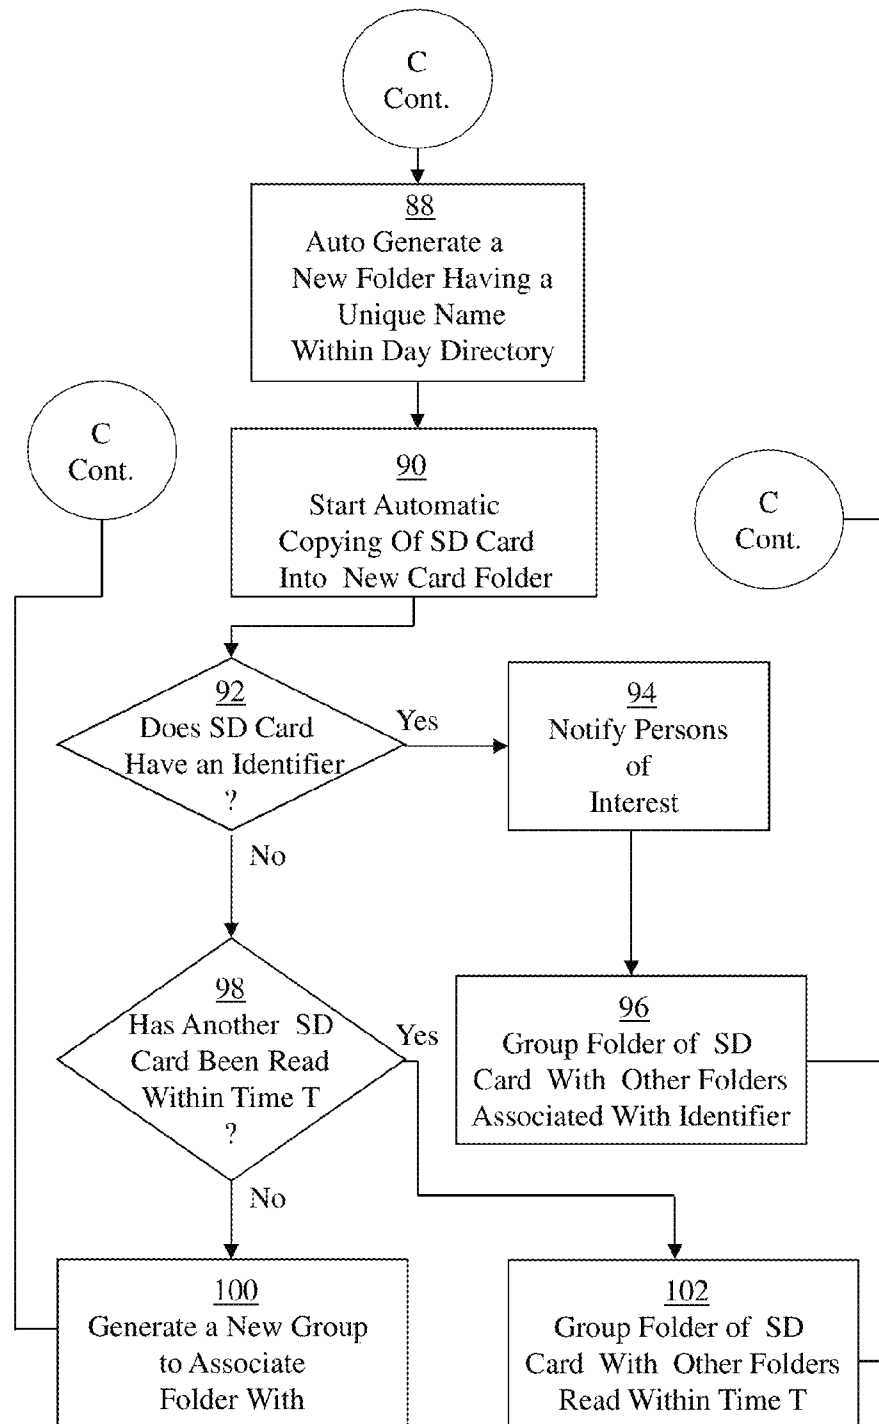 C
Cont.
88
Auto Generate a
New Folder Having a
Unique Name
Within Day Directory
C
Cont.
90
Start Automatic
Copying Of SD Card
Into New Card Folder
C
Cont.
92
Does SD Card
Have an Identifier
?
Yes
94
Notify Persons
of
Interest
No
98
Has Another SD
Card Been Read
Within Time T
?
Yes
96
Group Folder of SD
Card With Other Folders
Associated With Identifier
No
100
Generate a New Group
to Associate
Folder With
102
Group Folder of SD
Card With Other Folders
Read Within Time T